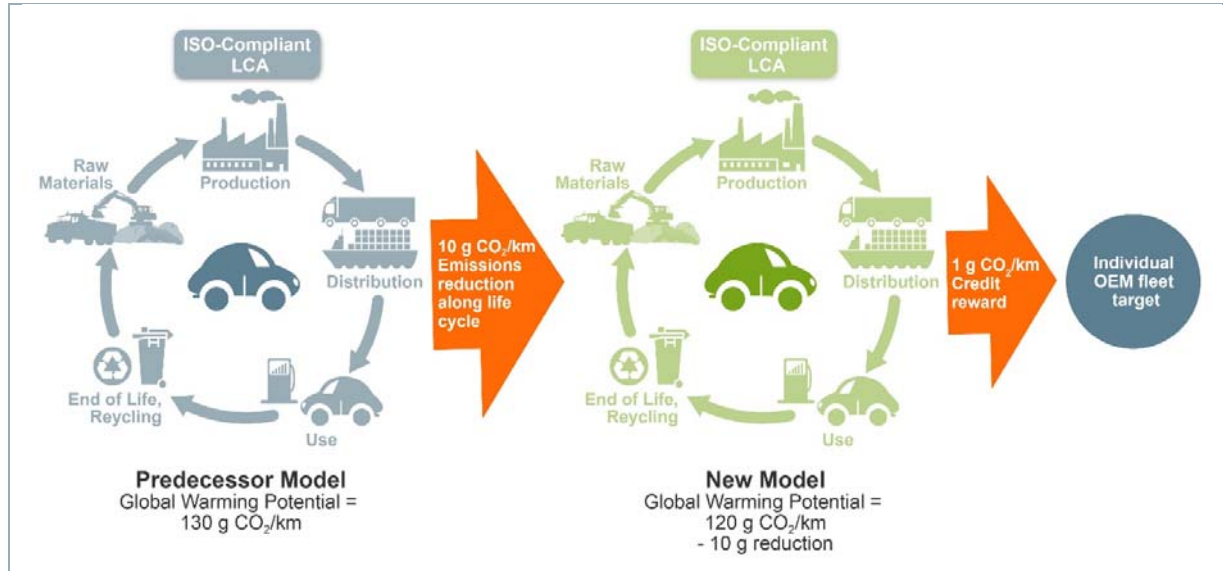 ISO-Compliant
LCA
Raw
Materials
Production
Distribution
Use
End of Life,
Reycling
Predecessor Model
Global Warming Potential =
130 g CO₂/km
10 g CO₂/km
Emissions
reduction
along life
cycle
ISO-Compliant
LCA
Raw
Materials
Production
Distribution
Use
End of Life,
Reycling
New Model
Global Warming Potential =
120 g CO₂/km
- 10 g reduction
1 g CO₂/km
Credit
reward
Individual
OEM fleet
target